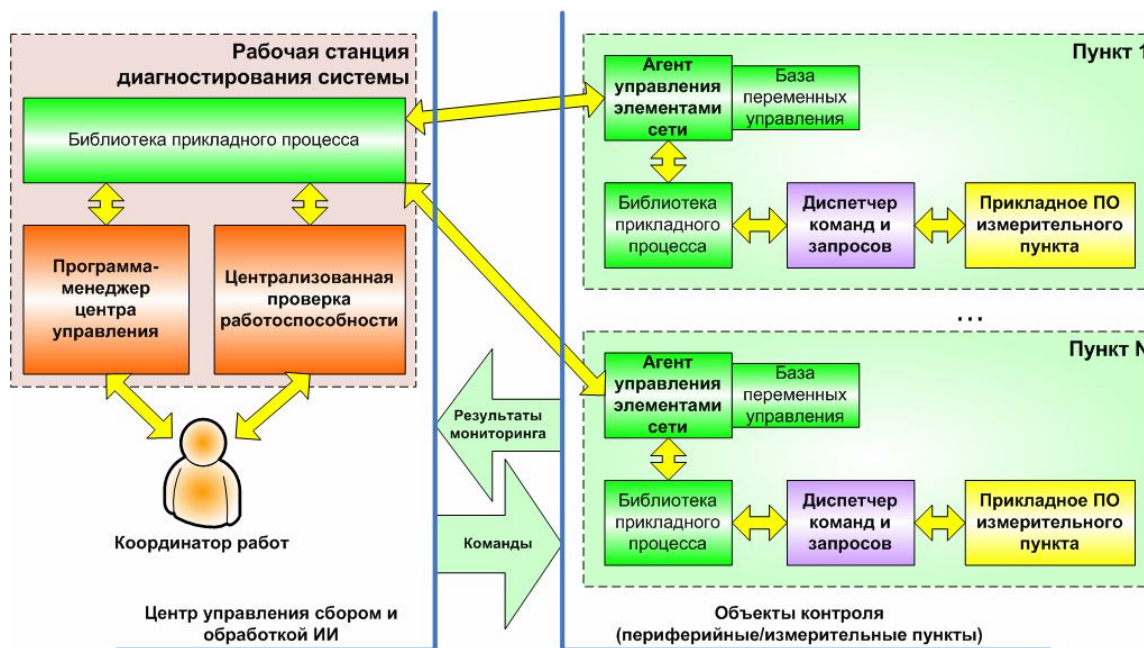 Рабочая станция
диагностирования системы
Библиотека прикладного процесса
Программа-
менеджер
центра
управления
Централизованная
проверка
работоспособности
Координатор работ
Центр управления сбором и
обработкой ИИ
Результаты
мониторинга
Команды
Пункт 1
Агент
управления
элементами
сети
База
переменных
управления
Библиотека
прикладного
процесса
Диспетчер
команд и
запросов
Прикладное ПО
измерительного
пункта
...
Пункт N
Агент
управления
элементами
сети
База
переменных
управления
Библиотека
прикладного
процесса
Диспетчер
команд и
запросов
Прикладное ПО
измерительного
пункта
Объекты контроля
(периферийные/измерительные пункты)